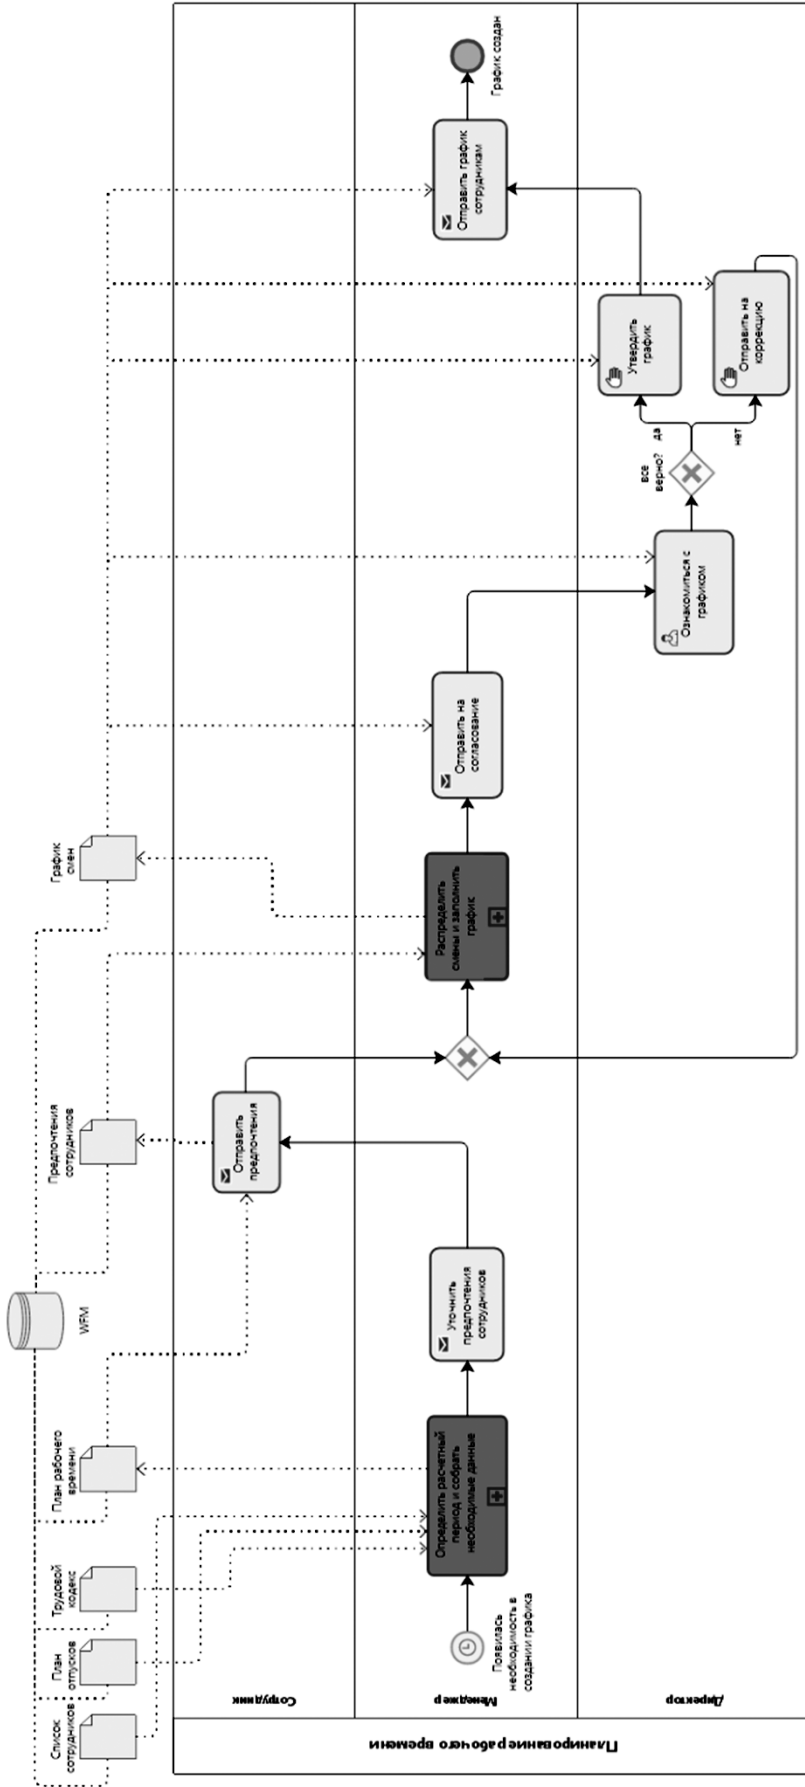 Планирование рабочего времени
Сотрудник
Менеджер
Директор
Список
сотрудников
План
отпусков
Трудовой
кодекс
План рабочего
времени
WFM
Предпочтения
сотрудников
График
смен
Появилась
необходимость в
создании графика
Определить расчетный
период и собрать
необходимые данные
Уточнить
предпочтения
сотрудников
Отправить
предпочтения
Распределить
смены и заполнить
график
Отправить на
согласование
Ознакомиться с
графиком
все
верно?
да
нет
Утвердить
график
Отправить на
коррекцию
Отправить график
сотрудникам
График создан